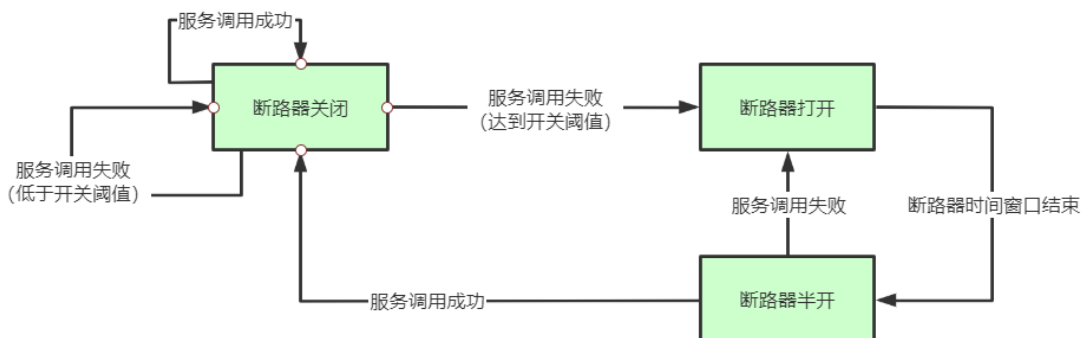 服务调用成功
断路器关闭
服务调用失败
(达到开关阈值)
断路器打开
服务调用失败
(低于开关阈值)
服务调用失败
断路器时间窗口结束
服务调用成功
断路器半开